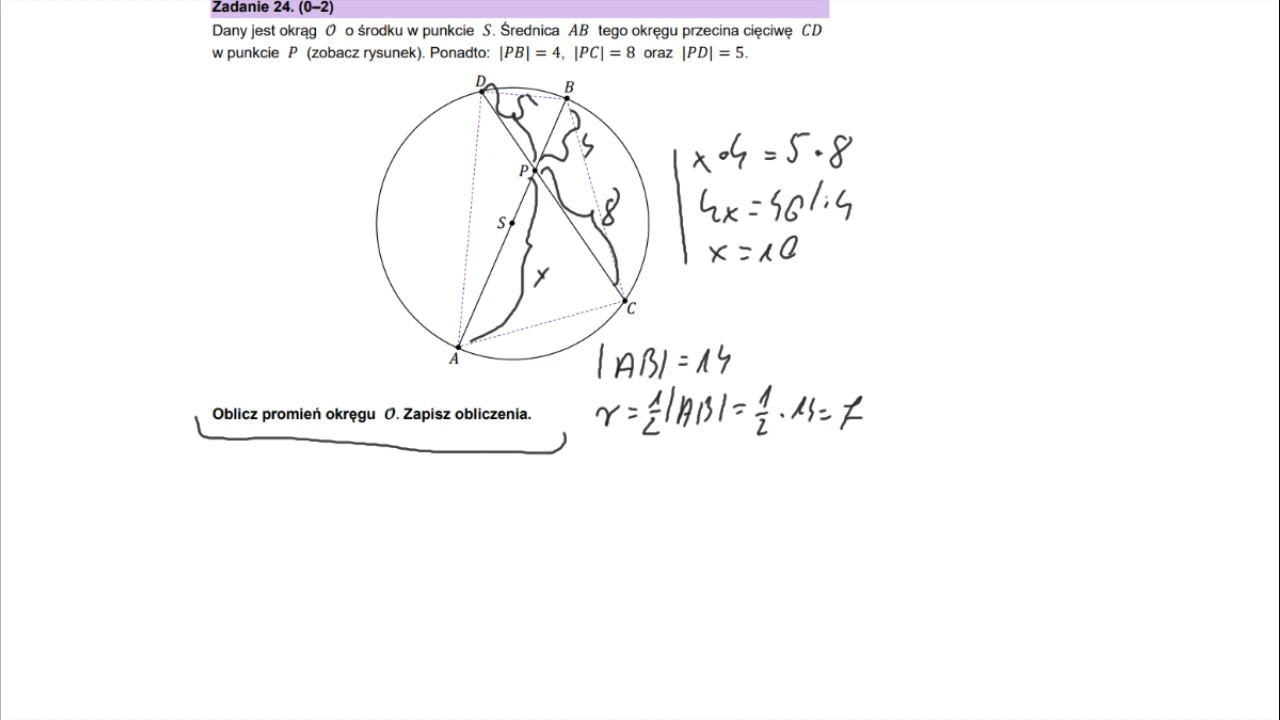 Zadanie 24. (0–2)
Dany jest okrąg 𝒪 o środku w punkcie S. Średnica AB tego okręgu przecina cięciwę CD
w punkcie P (zobacz rysunek). Ponadto: |PB| = 4, |PC| = 8 oraz |PD| = 5.
D
B
5
4
P
8
S
x
C
A
x·4 = 5·8
4x = 40 /:4
x = 10
|AB| = 14
Oblicz promień okręgu 𝒪. Zapisz obliczenia.
r = 1/2 |AB| = 1/2 · 14 = 7